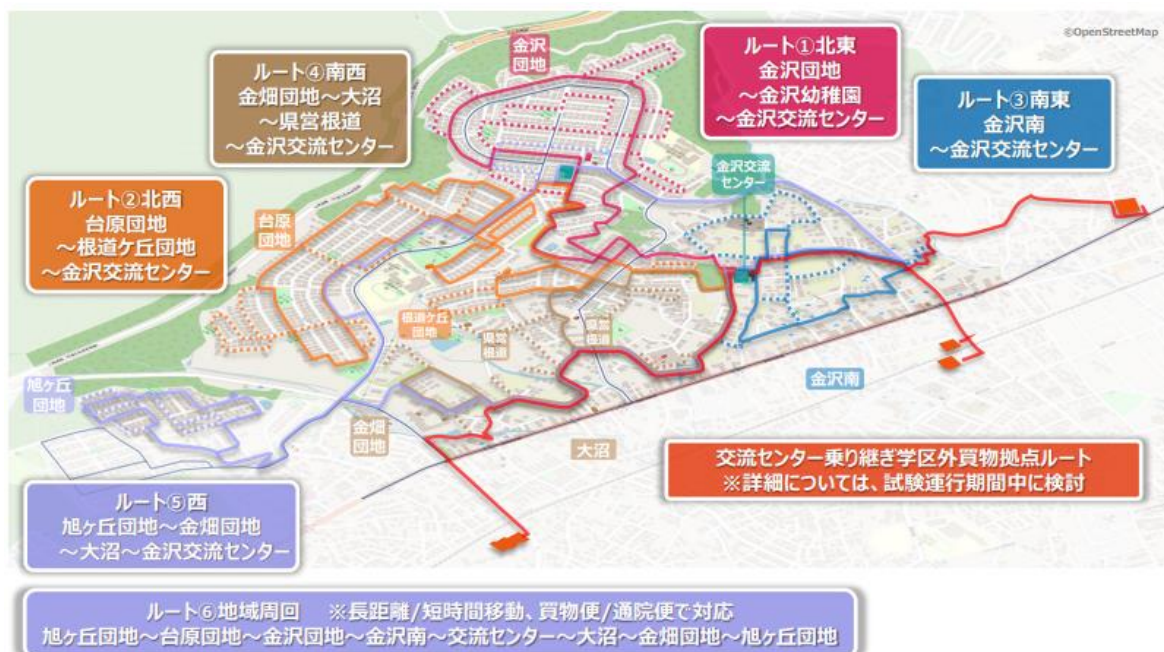 ©OpenStreetMap
金沢
団地
ルート④南西
金畑団地～大沼
～県営根道
～金沢交流センター
ルート①北東
金沢団地
～金沢幼稚園
～金沢交流センター
ルート③南東
金沢南
～金沢交流センター
金沢交流
センター
ルート②北西
台原団地
～根道ケ丘団地
～金沢交流センター
台原
団地
根道ケ丘
団地
県営
根道
県営
根道
旭ヶ丘
団地
金沢南
金畑
団地
大沼
交流センター乗り継ぎ学区外買物拠点ルート
※詳細については、試験運行期間中に検討
ルート⑤西
旭ヶ丘団地～金畑団地
～大沼～金沢交流センター
ルート⑥地域周回　※長距離/短時間移動、買物便/通院便で対応
旭ヶ丘団地～台原団地～金沢団地～金沢南～交流センター～大沼～金畑団地～旭ヶ丘団地